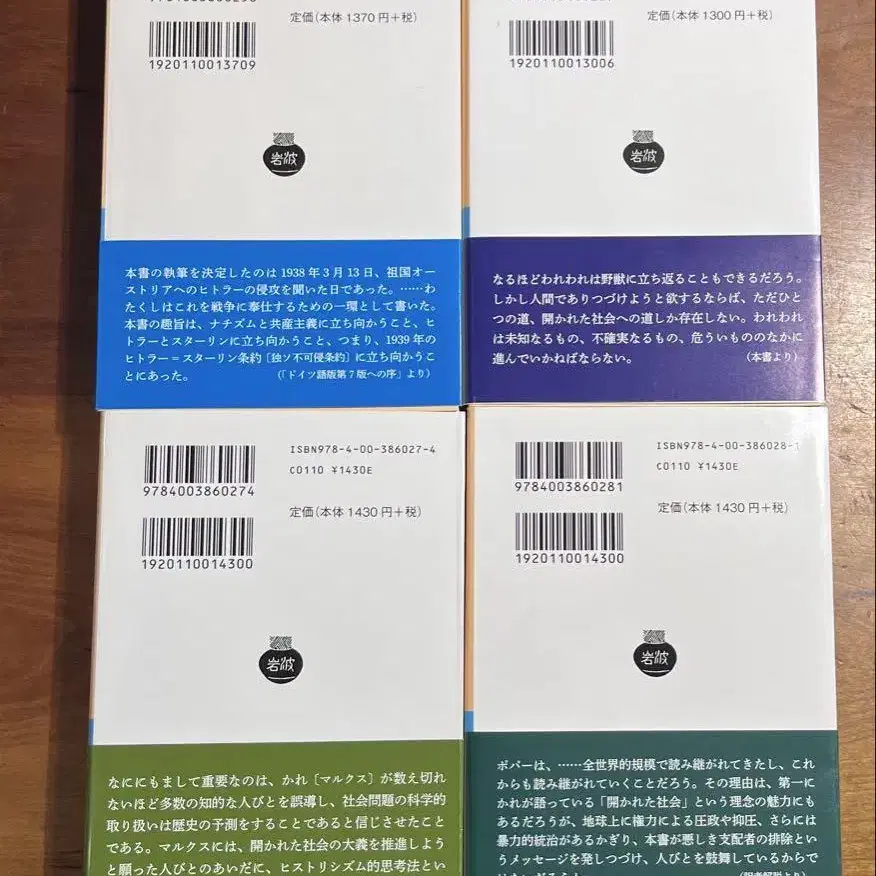 定価(本体1370円+税)
1920110013709
岩波
本書の執筆を決定したのは1938年3月13日、祖国オー
ストリアへのヒトラーの侵攻を聞いた日であった。……わ
たくしはこれを戦争に奉仕するための一環として書いた。
本書の趣旨は、ナチズムと共産主義に立ち向かうこと、ヒ
トラーとスターリンに立ち向かうこと、つまり、1939年の
ヒトラー=スターリン条約〔独ソ不可侵条約〕に立ち向かうこ
とにあった。
(「ドイツ語版第7版への序」より)
定価(本体1300円+税)
1920110013006
岩波
なるほどわれわれは野獣に立ち返ることもできるだろう。
しかし人間でありつづけようと欲するならば、ただひと
つの道、開かれた社会への道しか存在しない。われわれ
は未知なるもの、不確実なるもの、危ういもののなかに
進んでいかねばならない。
(本書より)
ISBN978-4-00-386027-4
C0110 ¥1430E
9784003860274
定価(本体1430円+税)
1920110014300
岩波
なににもまして重要なのは、かれ〔マルクス〕が数え切れ
ないほど多数の知的な人びとを誤導し、社会問題の科学的
取り扱いは歴史の予測をすることであると信じさせたこと
である。マルクスには、開かれた社会の大義を推進しよう
と願った人びとのあいだに、ヒストリシズム的思考法とい
ISBN978-4-00-386028-1
C0110 ¥1430E
9784003860281
定価(本体1430円+税)
1920110014300
岩波
ポパーは、……全世界的規模で読み継がれてきたし、これ
からも読み継がれていくことだろう。その理由は、第一に
かれが語っている「開かれた社会」という理念の魅力にも
あるだろうが、地球上に権力による圧政や抑圧、さらには
暴力的統治があるかぎり、本書が悪しき支配者の排除とい
うメッセージを発しつづけ、人びとを鼓舞しているからで